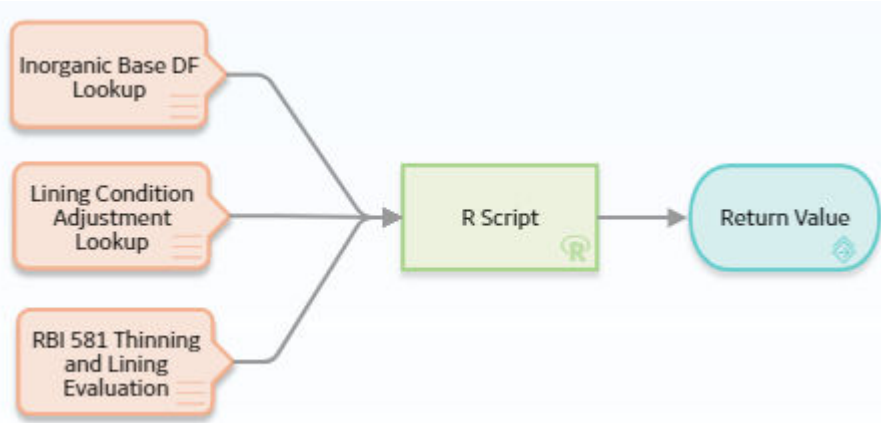 Inorganic Base DF
Lookup
Lining Condition
Adjustment
Lookup
RBI 581 Thinning
and Lining
Evaluation
R Script
R
Return Value